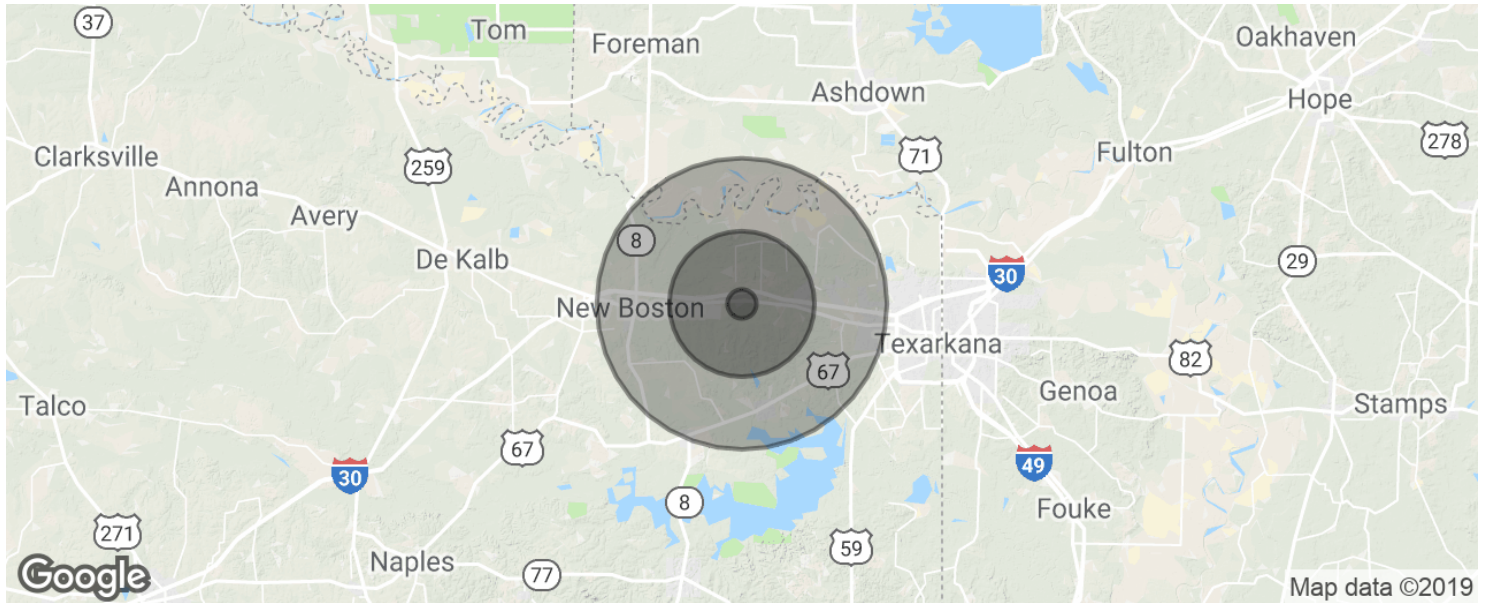 37
Tom
Foreman
Oakhaven
Ashdown
Hope
Clarksville
259
71
Fulton
278
Annona
Avery
8
De Kalb
29
30
New Boston
Texarkana
67
82
Genoa
Talco
Stamps
67
30
49
8
Fouke
271
59
Naples
77
Google
Map data ©2019